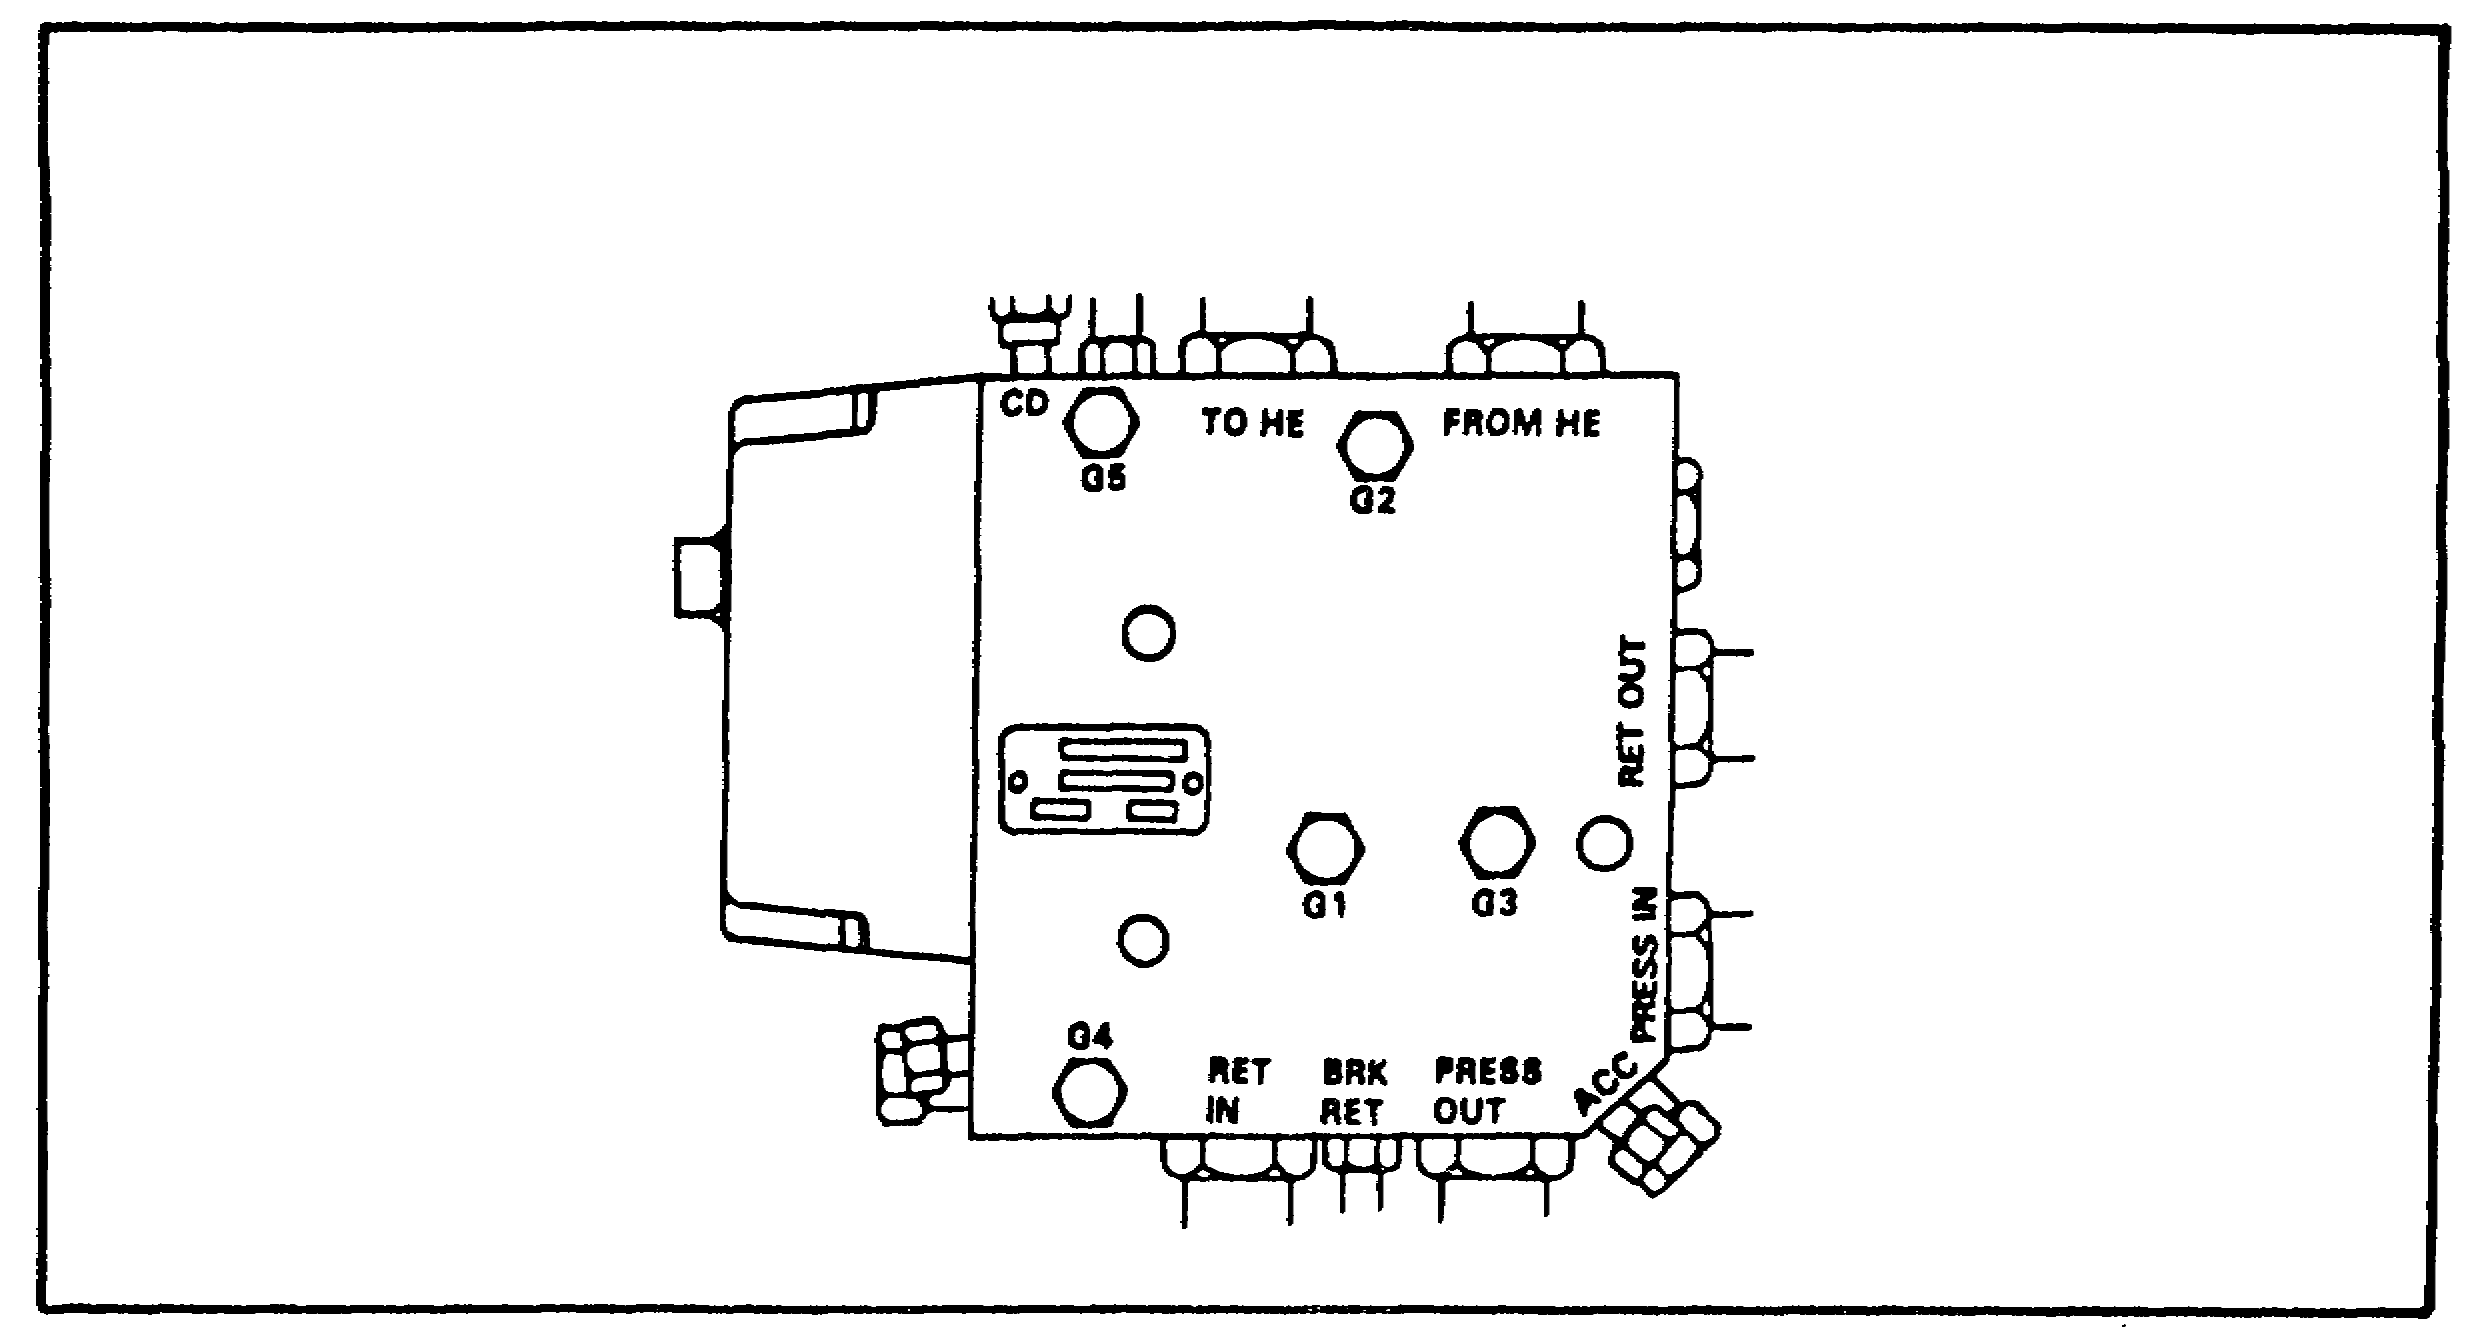 CD
TO HE
FROM HE
G5
G2
RET OUT
G1
G3
PRESS IN
G4
RET
IN
BRK
RET
PRESS
OUT
ACC